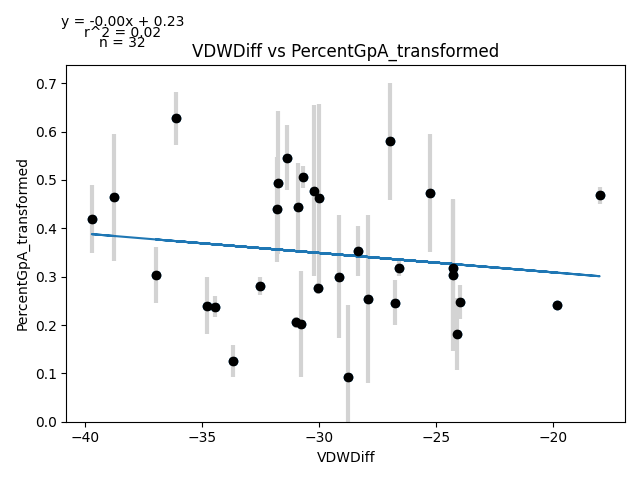 y = -0.00x + 0.23
r^2 = 0.02
n = 32
VDWDiff vs PercentGpA_transformed
PercentGpA_transformed
0.7
0.6
0.5
0.4
0.3
0.2
0.1
0.0
−40
−35
−30
−25
−20
VDWDiff